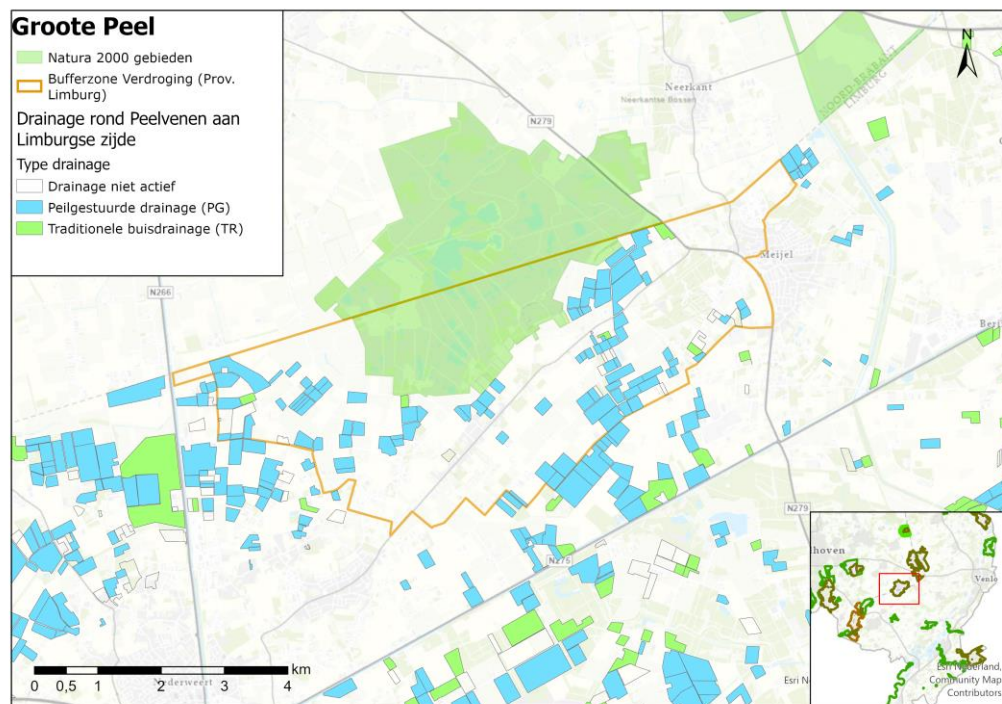 Groote Peel
Natura 2000 gebieden
Bufferzone Verdroging (Prov.
Limburg)
Drainage rond Peelvenen aan
Limburgse zijde
Type drainage
Drainage niet actief
Peilgestuurde drainage (PG)
Traditionele buisdrainage (TR)
N
NOORD-BRABANT
LIMBURG
Neerkant
Neerkantse Bossen
N279
Meijel
N266
N279
N275
km
0 0,5 1 2 3 4
hoven
Venlo
Esri Nederland,
Community Map
Contributors